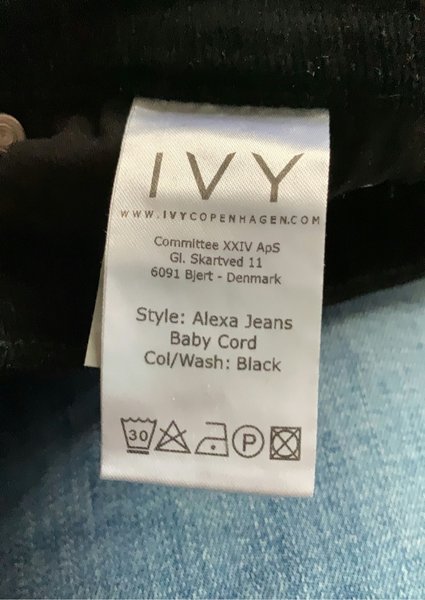 IVY
WWW.IVYCOPENHAGEN.COM
Committee XXIV ApS
Gl. Skartved 11
6091 Bjert - Denmark
Style: Alexa Jeans
Baby Cord
Col/Wash: Black
30 P